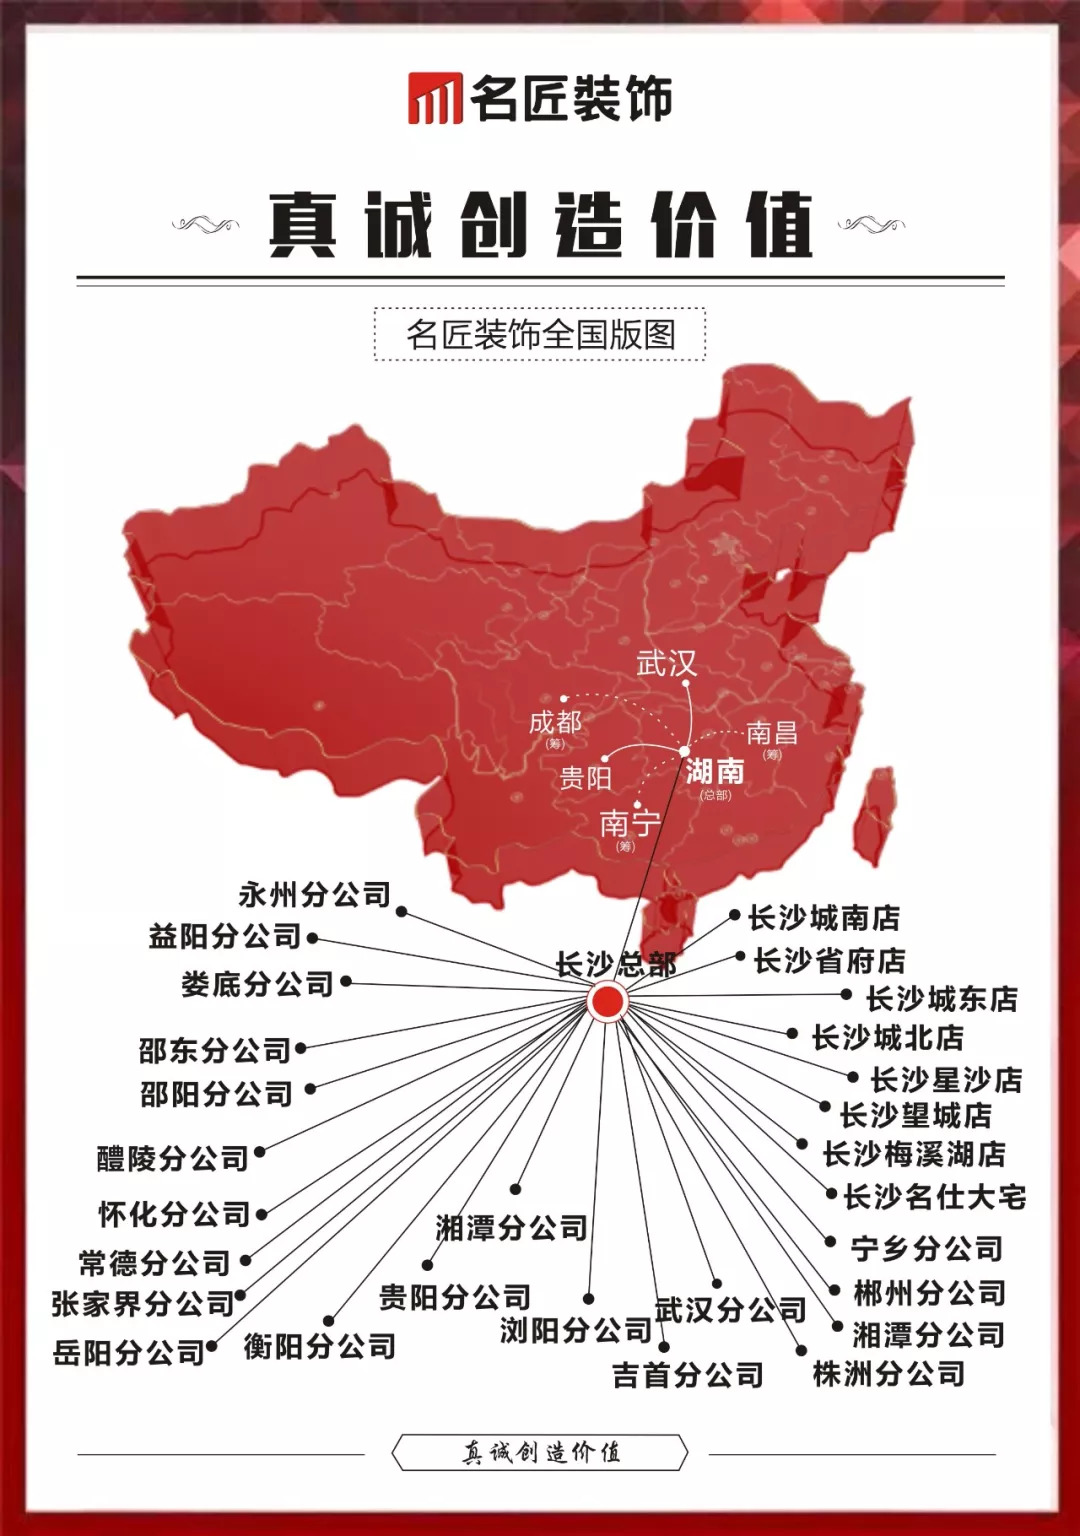 名匠装饰
真诚创造价值
名匠装饰全国版图
武汉
成都
(筹)
南昌
(筹)
贵阳
湖南
(总部)
南宁
(筹)
长沙总部
永州分公司
益阳分公司
娄底分公司
邵东分公司
邵阳分公司
醴陵分公司
怀化分公司
常德分公司
张家界分公司
岳阳分公司
衡阳分公司
贵阳分公司
湘潭分公司
浏阳分公司
吉首分公司
武汉分公司
长沙城南店
长沙省府店
长沙城东店
长沙城北店
长沙星沙店
长沙望城店
长沙梅溪湖店
长沙名仕大宅
宁乡分公司
郴州分公司
湘潭分公司
株洲分公司
真诚创造价值